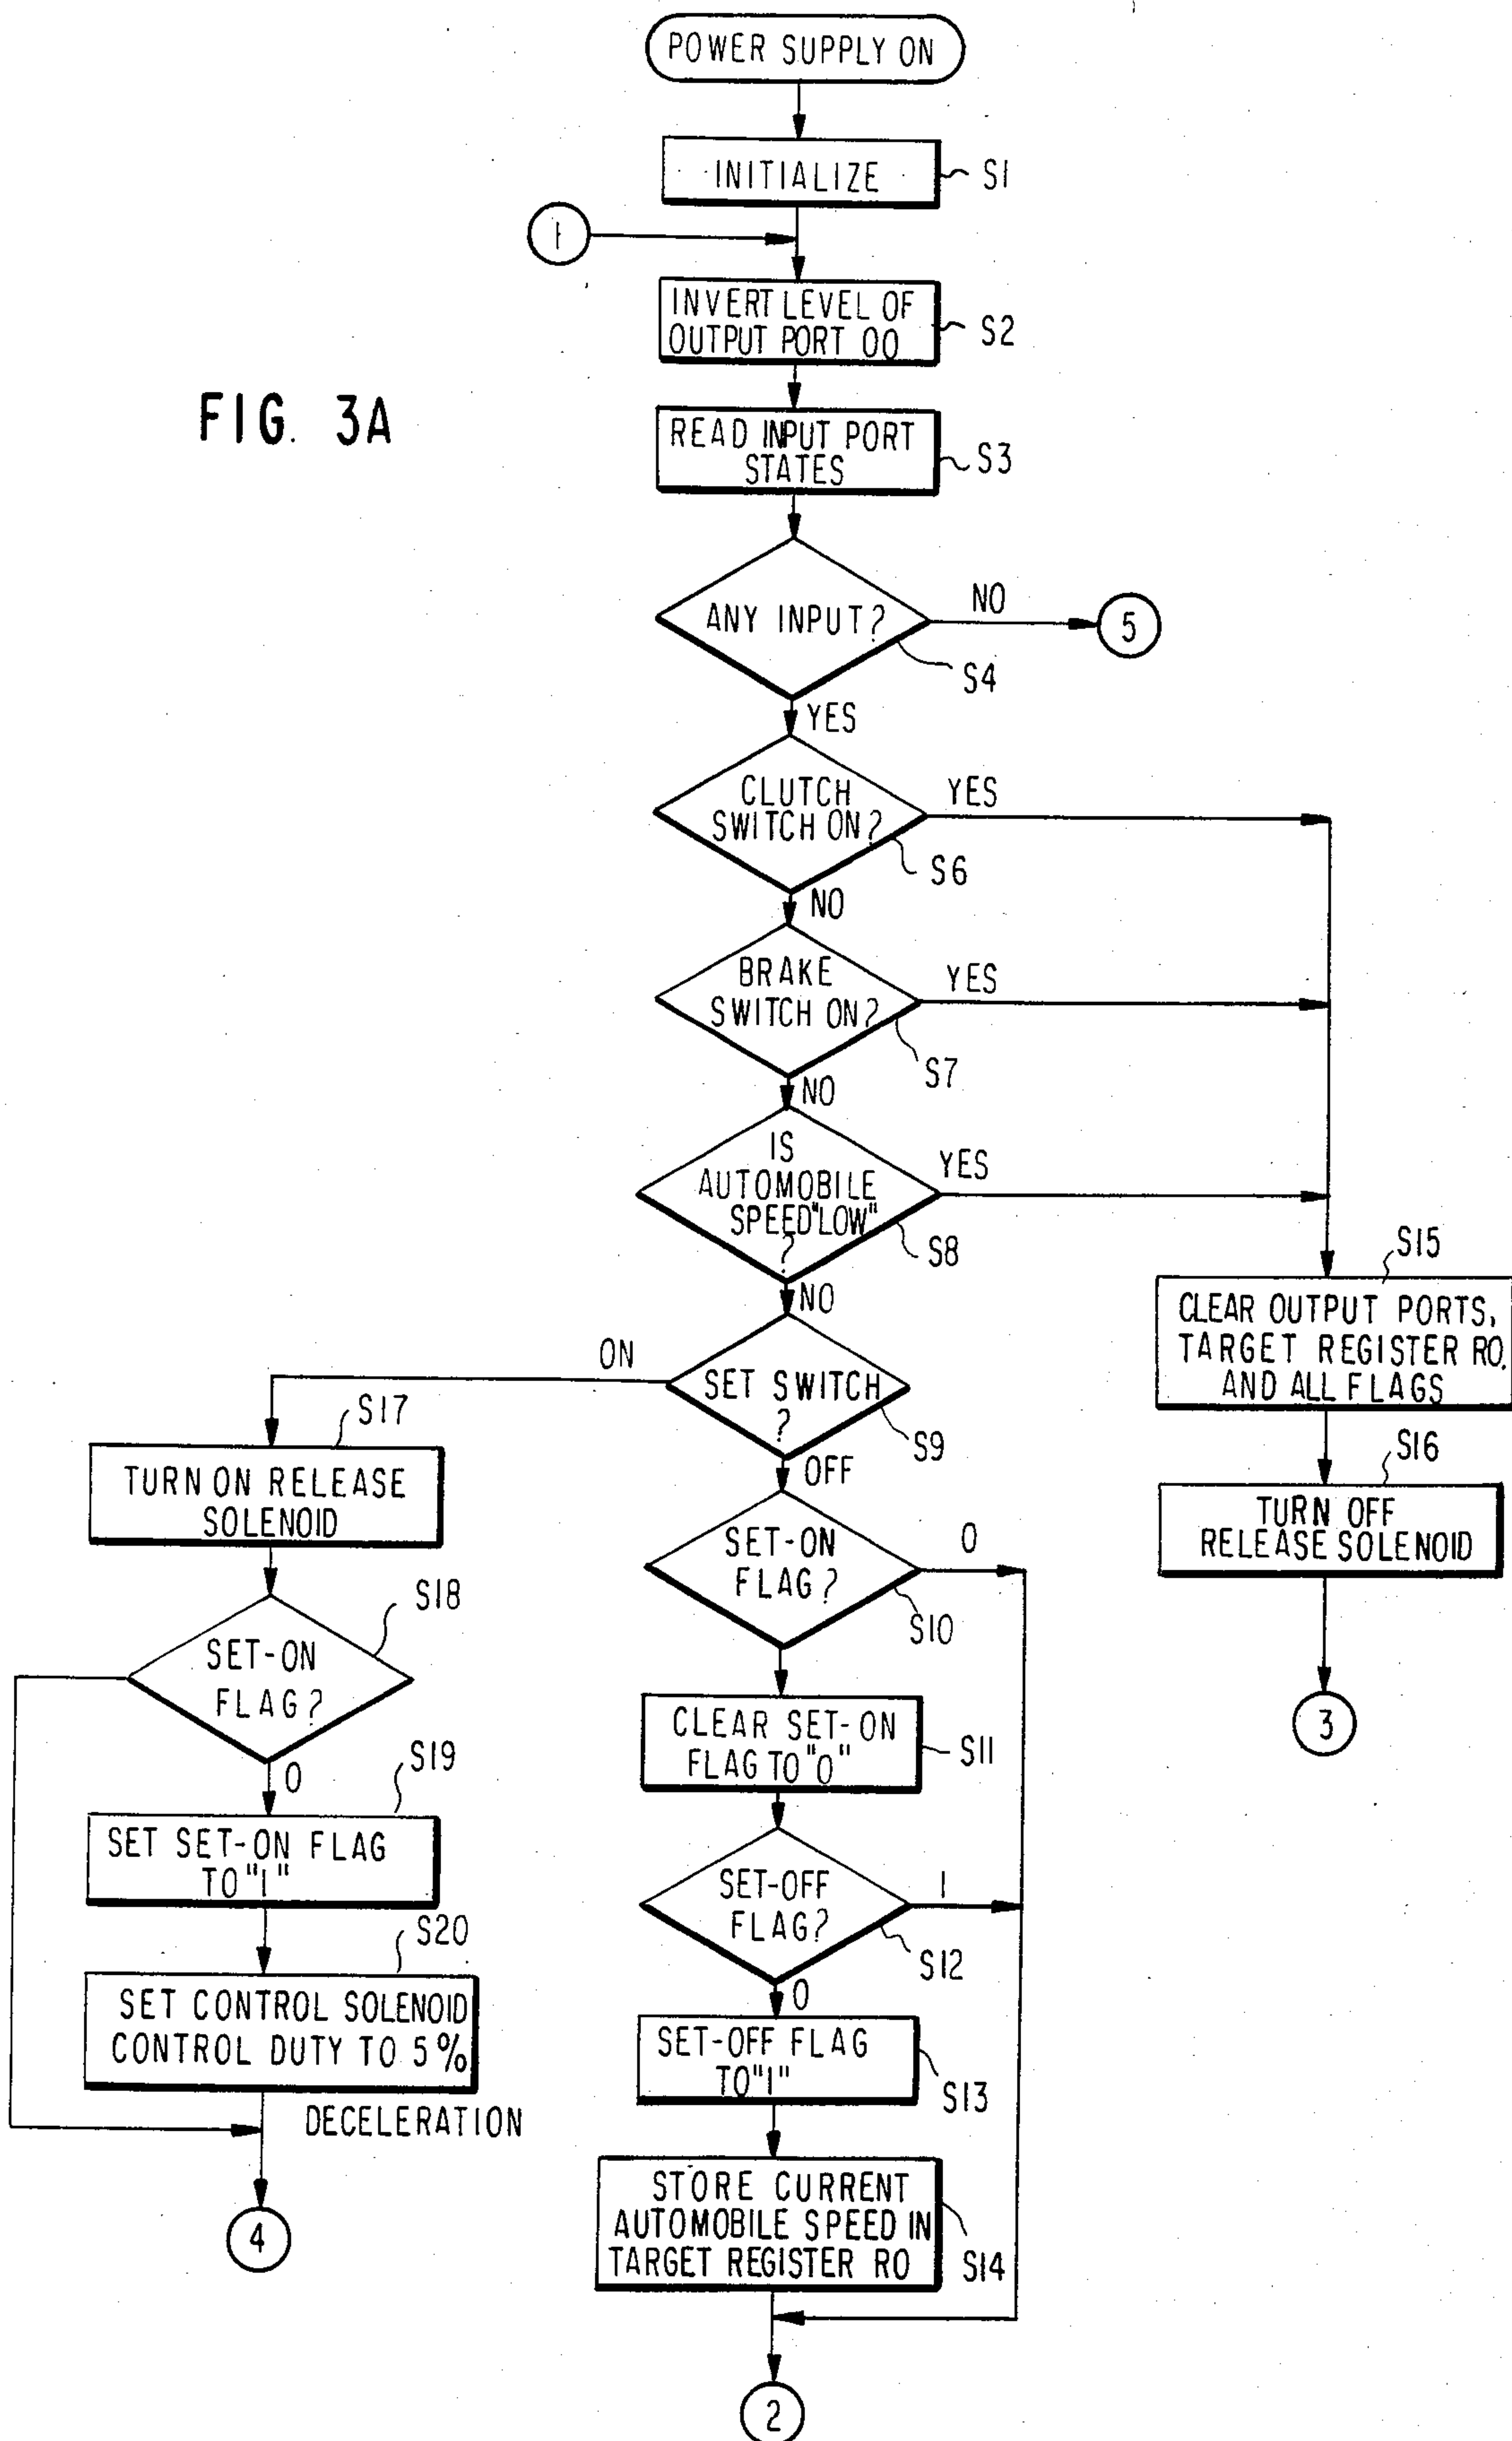 POWER SUPPLY ON
INITIALIZE
S1
1
INVERT LEVEL OF
OUTPUT PORT 00
S2
FIG. 3A
READ INPUT PORT
STATES
S3
ANY INPUT?
NO
5
S4
YES
CLUTCH
SWITCH ON?
YES
S6
NO
BRAKE
SWITCH ON?
YES
S7
NO
IS
AUTOMOBILE
SPEED "LOW"
?
YES
S8
NO
S15
CLEAR OUTPUT PORTS,
TARGET REGISTER R0,
AND ALL FLAGS
S16
TURN OFF
RELEASE SOLENOID
3
SET SWITCH
?
ON
S9
OFF
S17
TURN ON RELEASE
SOLENOID
S18
SET-ON
FLAG?
0
S19
SET SET-ON FLAG
TO "1"
S20
SET CONTROL SOLENOID
CONTROL DUTY TO 5%
DECELERATION
4
SET-ON
FLAG?
0
S10
CLEAR SET-ON
FLAG TO "0"
S11
SET-OFF
FLAG?
1
S12
0
SET-OFF FLAG
TO "1"
S13
STORE CURRENT
AUTOMOBILE SPEED IN
TARGET REGISTER R0
S14
2